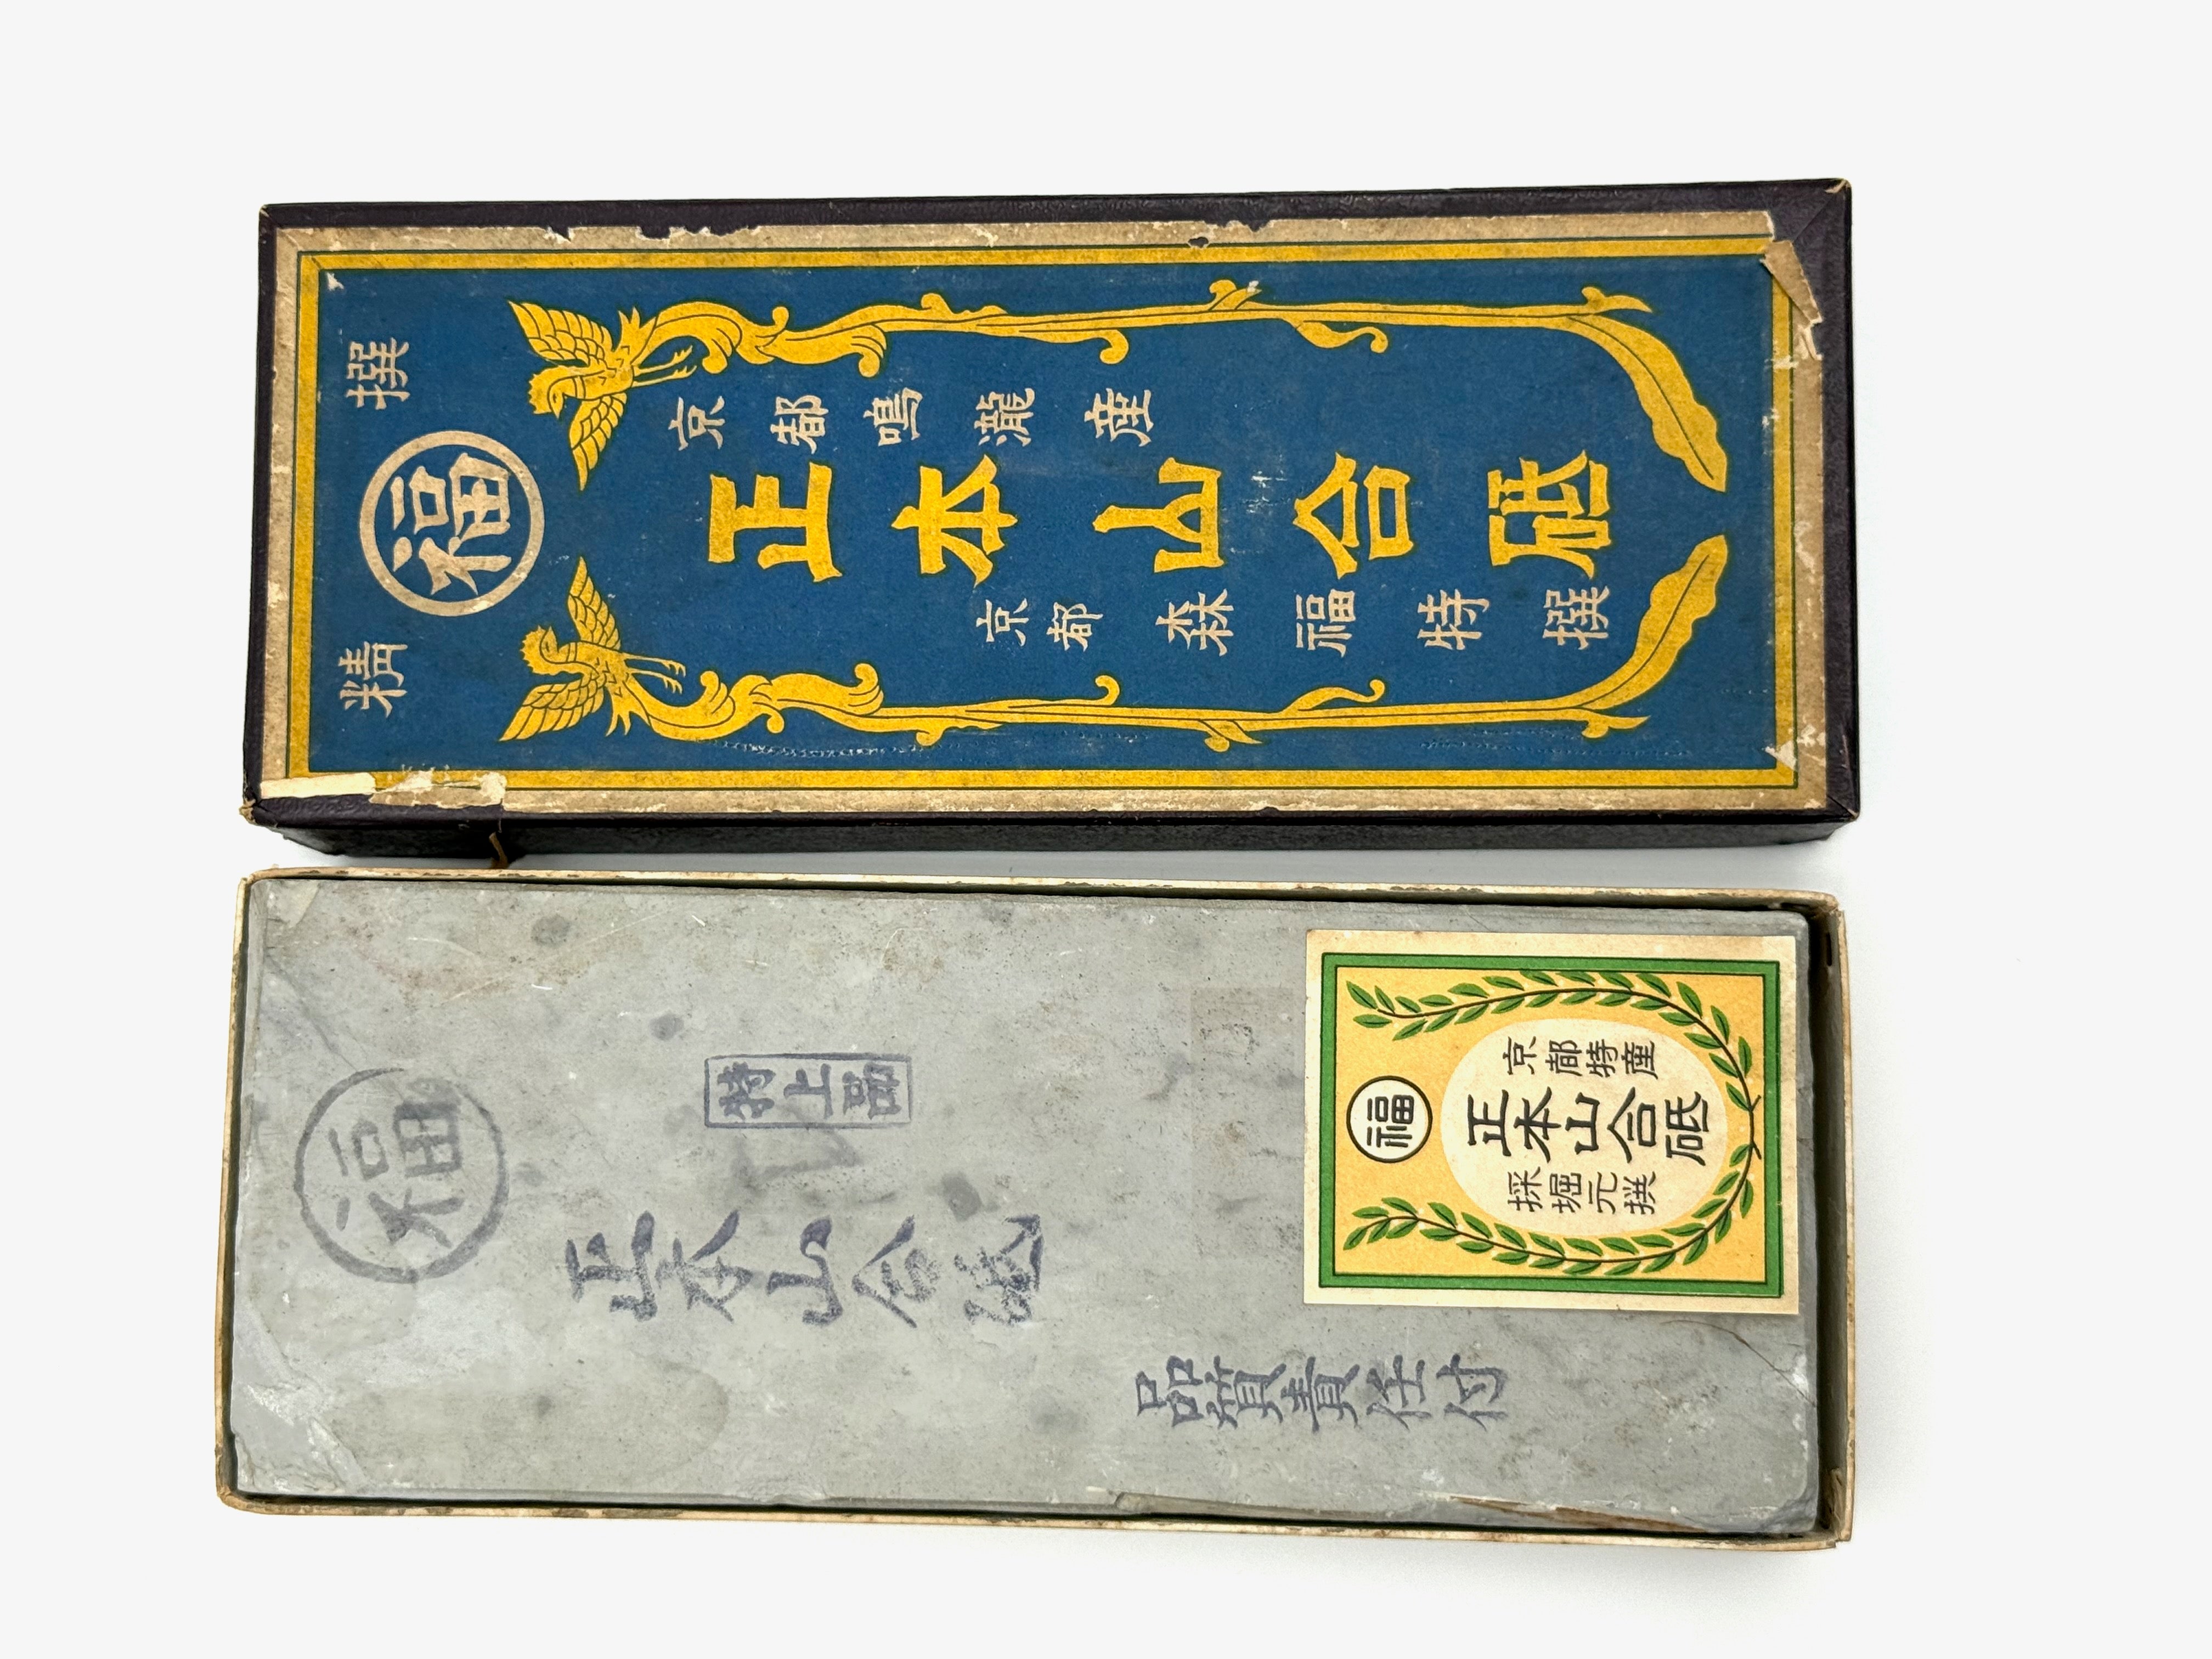 精 福 撰
京都鳴瀧産
正本山合砥
京都 森福特撰
福
特上品
正本山合砥
品質責任付
福
京都特産
正本山合砥
採堀元撰